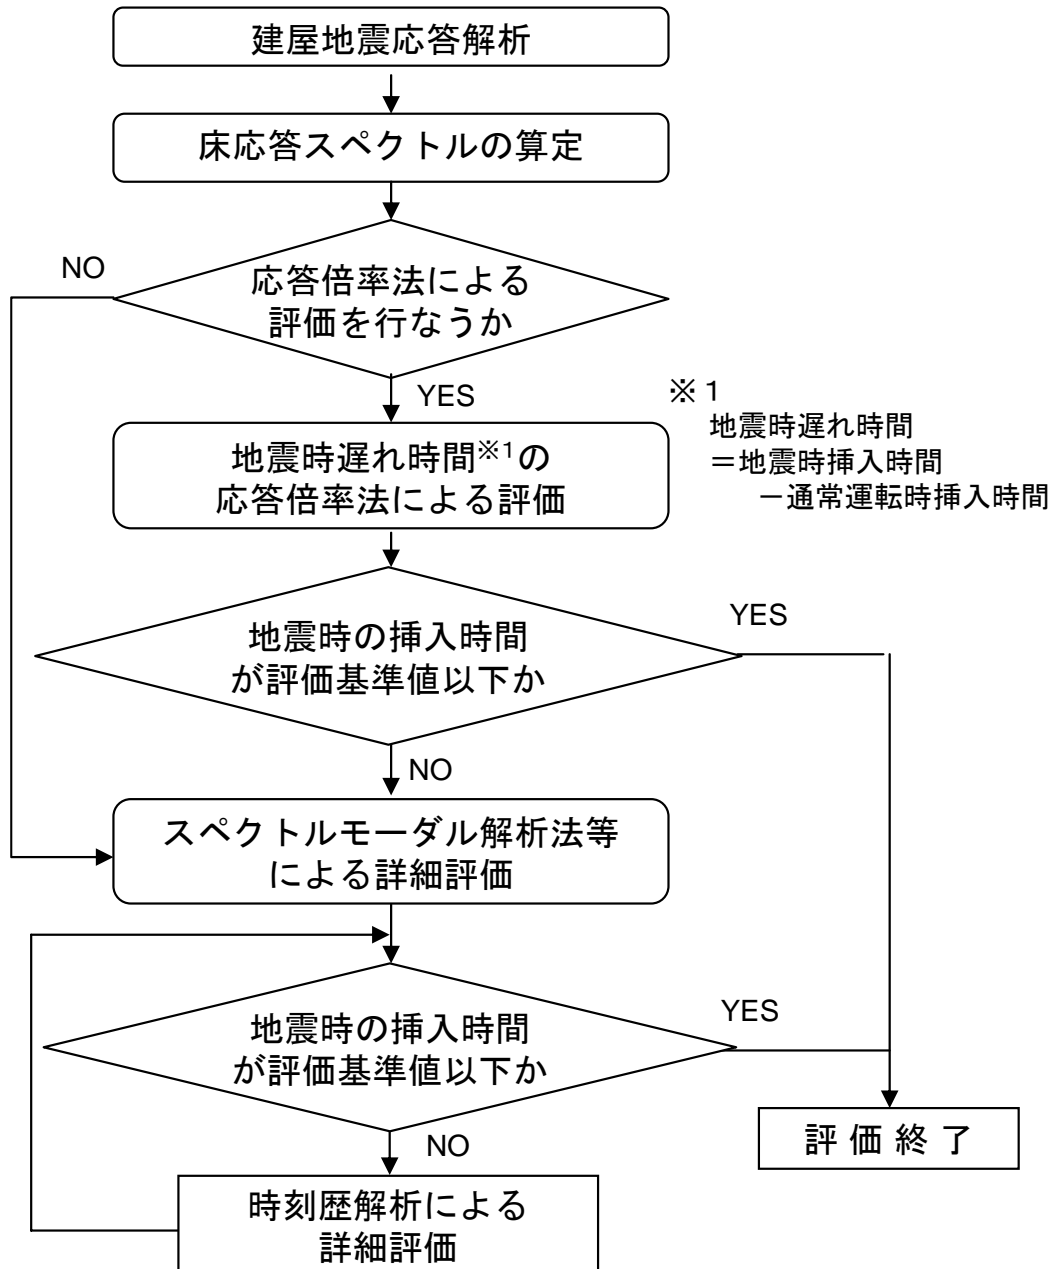 建屋地震応答解析
床応答スペクトルの算定
NO
応答倍率法による
評価を行なうか
YES
※１
地震時遅れ時間
＝地震時挿入時間
－通常運転時挿入時間
地震時遅れ時間※1の
応答倍率法による評価
YES
地震時の挿入時間
が評価基準値以下か
NO
スペクトルモーダル解析法等
による詳細評価
YES
地震時の挿入時間
が評価基準値以下か
NO
評 価 終 了
時刻歴解析による
詳細評価